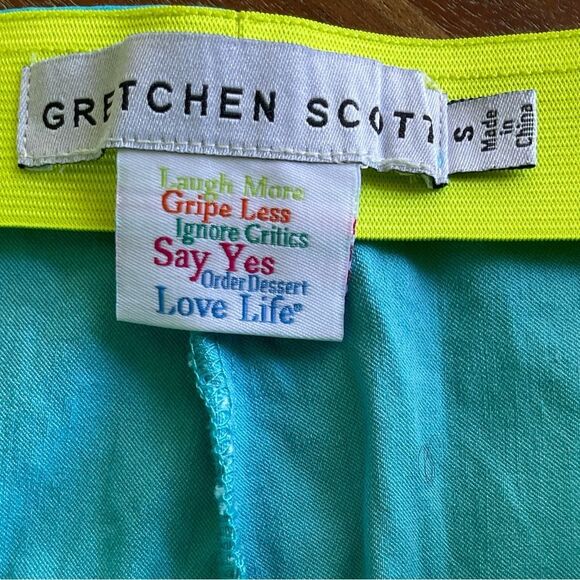 GRETCHEN SCOTT
S
Made
in
China
Laugh More
Gripe Less
Ignore Critics
Say Yes
Order Dessert
Love Life®